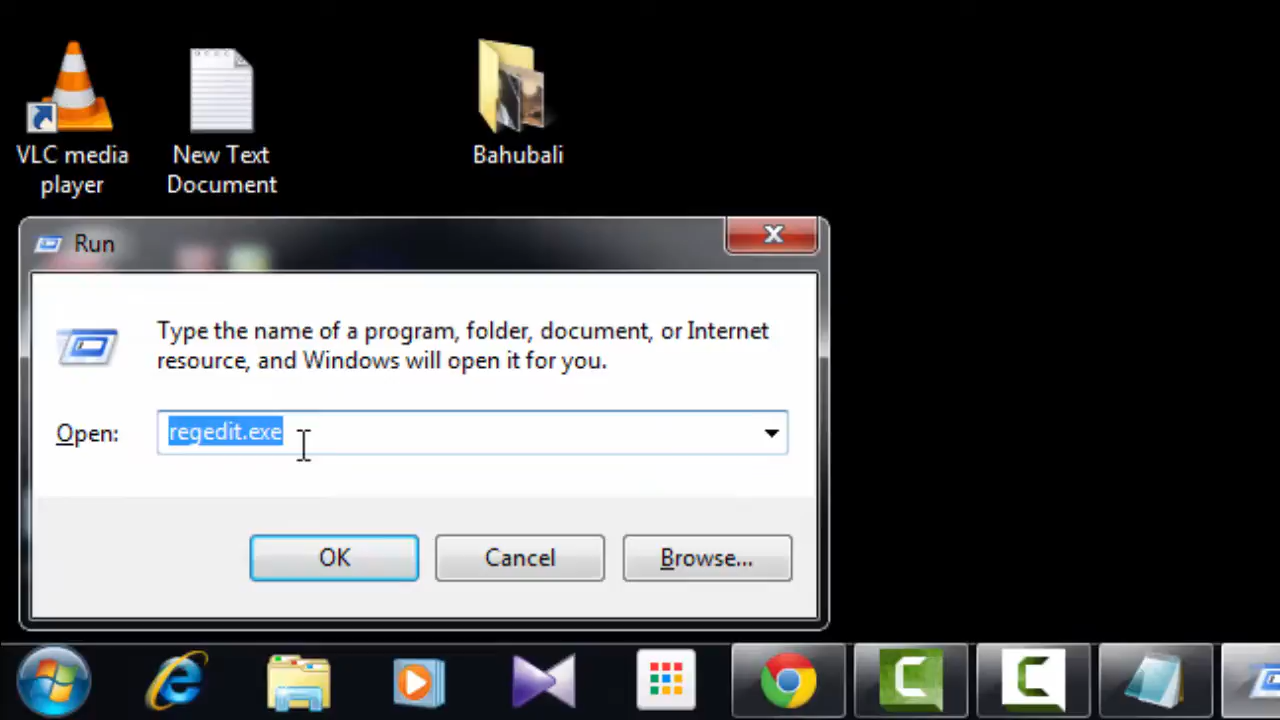 VLC media
player
New Text
Document
Bahubali
Run
Type the name of a program, folder, document, or Internet
resource, and Windows will open it for you.
Open: regedit.exe
OK Cancel Browse...